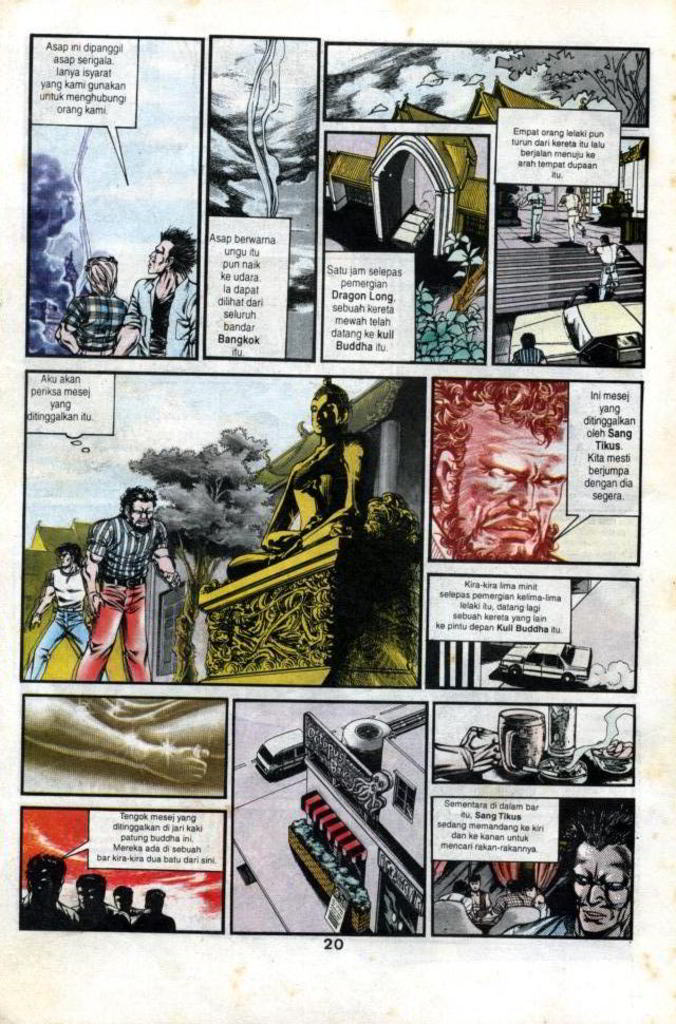 Asap ini dipanggil
asap serigala.
Ianya isyarat
yang kami gunakan
untuk menghubungi
orang kami.
Asap berwarna
ungu itu
pun naik
ke udara.
Ia dapat
dilihat dari
seluruh
bandar
Bangkok
itu.
Satu jam selepas
pemergian
Dragon Long,
sebuah kereta
mewah telah
datang ke kuil
Buddha itu.
Empat orang lelaki pun
turun dari kereta itu lalu
berjalan menuju ke
arah tempat dupaan
itu.
Aku akan
periksa mesej
yang
ditinggalkan itu.
Ini mesej
yang
ditinggalkan
oleh Sang
Tikus.
Kita mesti
berjumpa
dengan dia
segera.
Kira-kira lima minit
selepas pemergian kelima-lima
lelaki itu, datang lagi
sebuah kereta yang lain
ke pintu depan Kuil Buddha itu.
Tengok mesej yang
ditinggalkan di jari kaki
patung buddha ini.
Mereka ada di sebuah
bar kira-kira dua batu dari sini.
octopus
Sementara di dalam bar
itu, Sang Tikus
sedang memandang ke kiri
dan ke kanan untuk
mencari rakan-rakannya.
20